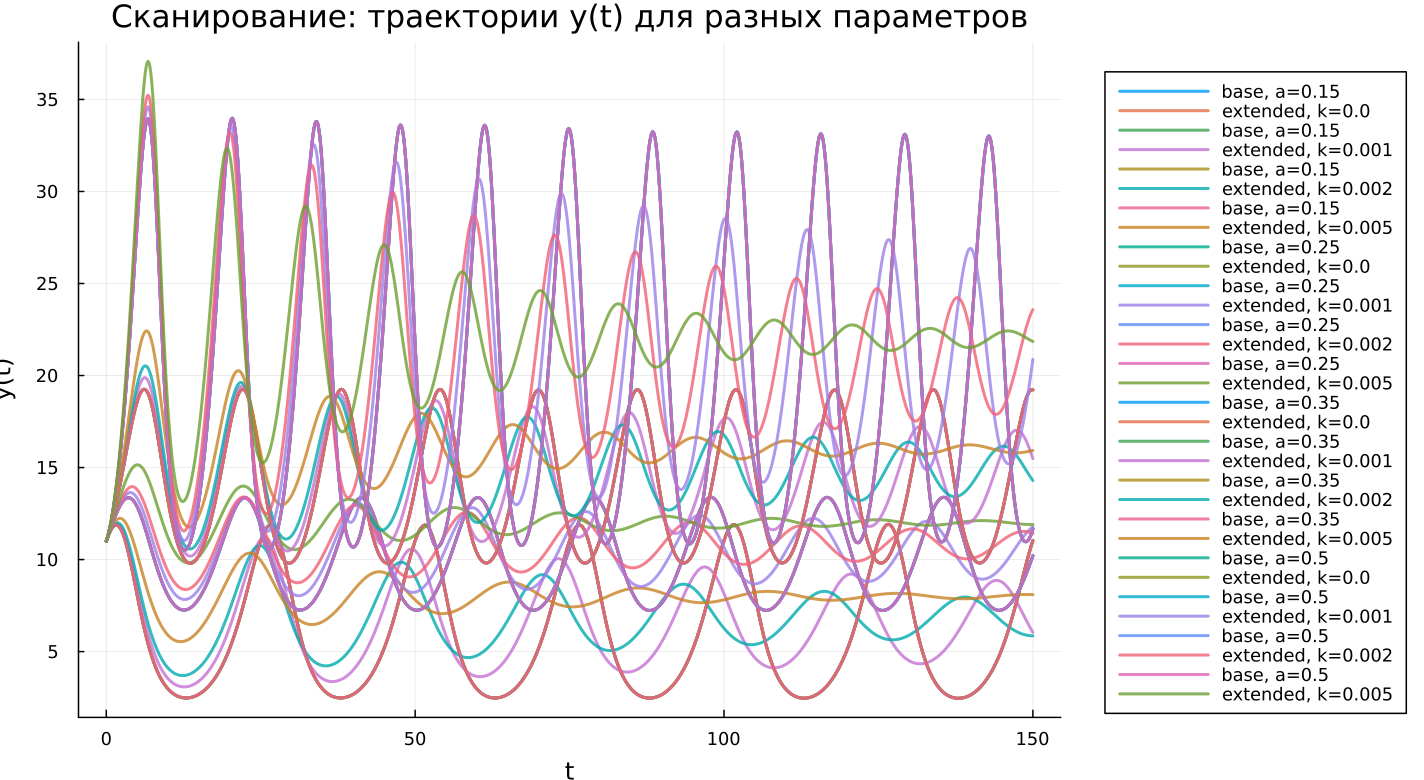 Сканирование: траектории y(t) для разных параметров
y(t)
35
30
25
20
15
10
5
0
50
100
150
t
base, a=0.15
extended, k=0.0
base, a=0.15
extended, k=0.001
base, a=0.15
extended, k=0.002
base, a=0.15
extended, k=0.005
base, a=0.25
extended, k=0.0
base, a=0.25
extended, k=0.001
base, a=0.25
extended, k=0.002
base, a=0.25
extended, k=0.005
base, a=0.35
extended, k=0.0
base, a=0.35
extended, k=0.001
base, a=0.35
extended, k=0.002
base, a=0.35
extended, k=0.005
base, a=0.5
extended, k=0.0
base, a=0.5
extended, k=0.001
base, a=0.5
extended, k=0.002
base, a=0.5
extended, k=0.005